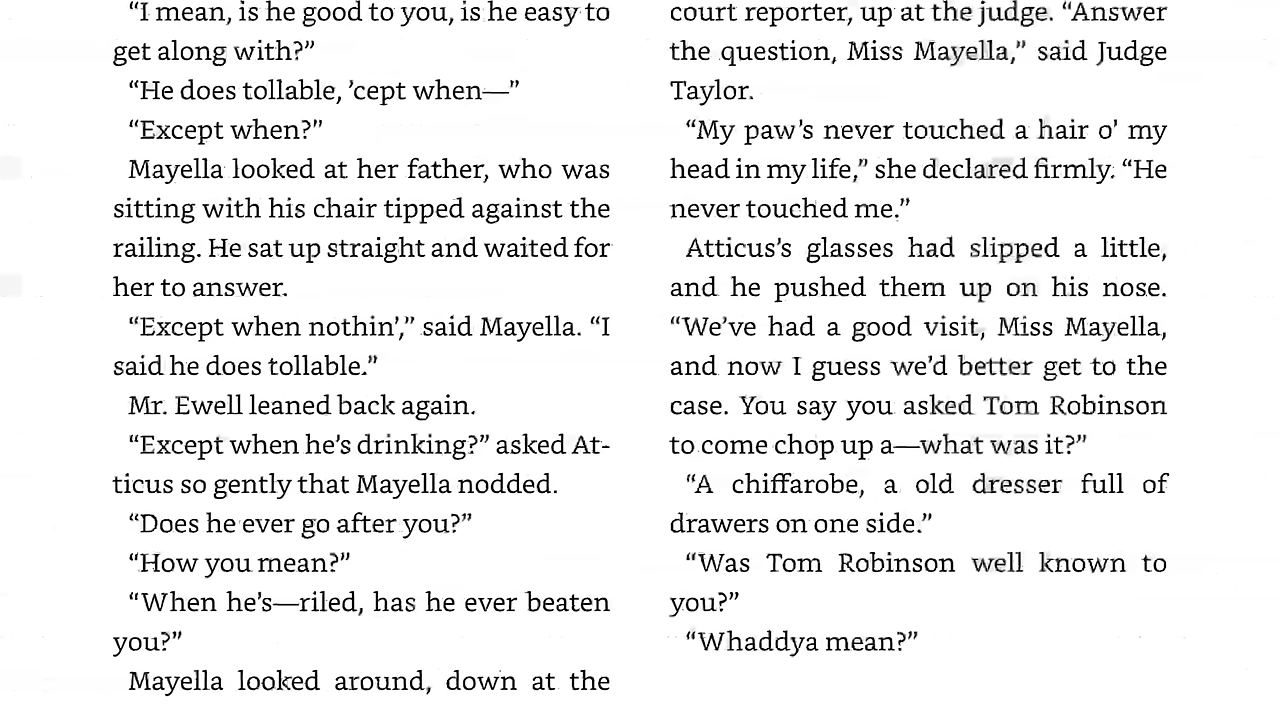 “I mean, is he good to you, is he easy to
get along with?”
“He does tollable, ’cept when—”
“Except when?”
Mayella looked at her father, who was
sitting with his chair tipped against the
railing. He sat up straight and waited for
her to answer.
“Except when nothin’,” said Mayella. “I
said he does tollable.”
Mr. Ewell leaned back again.
“Except when he’s drinking?” asked At-
ticus so gently that Mayella nodded.
“Does he ever go after you?”
“How you mean?”
“When he’s—riled, has he ever beaten
you?”
Mayella looked around, down at the
court reporter, up at the judge. “Answer
the question, Miss Mayella,” said Judge
Taylor.
“My paw’s never touched a hair o’ my
head in my life,” she declared firmly. “He
never touched me.”
Atticus’s glasses had slipped a little,
and he pushed them up on his nose.
“We’ve had a good visit, Miss Mayella,
and now I guess we’d better get to the
case. You say you asked Tom Robinson
to come chop up a—what was it?”
“A chiffarobe, a old dresser full of
drawers on one side.”
“Was Tom Robinson well known to
you?”
“Whaddya mean?”